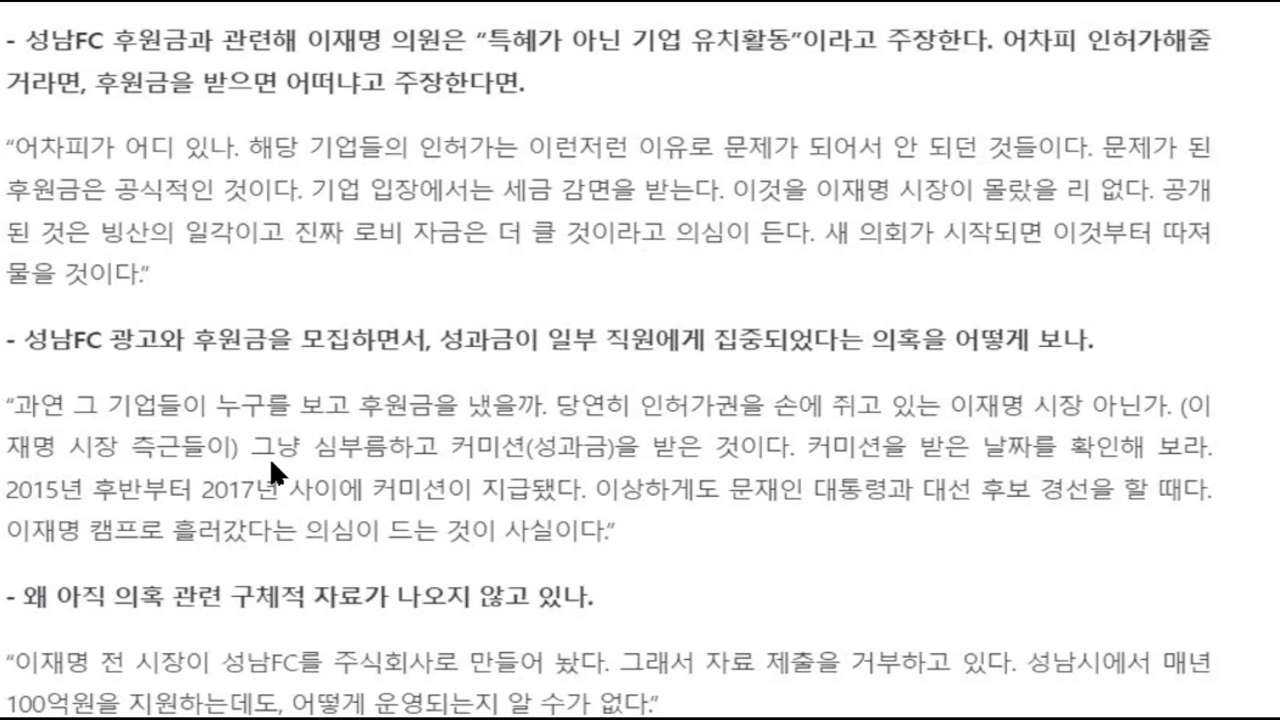 - 성남FC 후원금과 관련해 이재명 의원은 “특혜가 아닌 기업 유치활동”이라고 주장한다. 어차피 인허가해줄
거라면, 후원금을 받으면 어떠냐고 주장한다면.
“어차피가 어디 있나. 해당 기업들의 인허가는 이런저런 이유로 문제가 되어서 안 되던 것들이다. 문제가 된
후원금은 공식적인 것이다. 기업 입장에서는 세금 감면을 받는다. 이것을 이재명 시장이 몰랐을 리 없다. 공개
된 것은 빙산의 일각이고 진짜 로비 자금은 더 클 것이라고 의심이 든다. 새 의회가 시작되면 이것부터 따져
물을 것이다.”
- 성남FC 광고와 후원금을 모집하면서, 성과금이 일부 직원에게 집중되었다는 의혹을 어떻게 보나.
“과연 그 기업들이 누구를 보고 후원금을 냈을까. 당연히 인허가권을 손에 쥐고 있는 이재명 시장 아닌가. (이
재명 시장 측근들이) 그냥 심부름하고 커미션(성과금)을 받은 것이다. 커미션을 받은 날짜를 확인해 보라.
2015년 후반부터 2017년 사이에 커미션이 지급됐다. 이상하게도 문재인 대통령과 대선 후보 경선을 할 때다.
이재명 캠프로 흘러갔다는 의심이 드는 것이 사실이다.”
- 왜 아직 의혹 관련 구체적 자료가 나오지 않고 있나.
“이재명 전 시장이 성남FC를 주식회사로 만들어 놨다. 그래서 자료 제출을 거부하고 있다. 성남시에서 매년
100억원을 지원하는데도, 어떻게 운영되는지 알 수가 없다.”